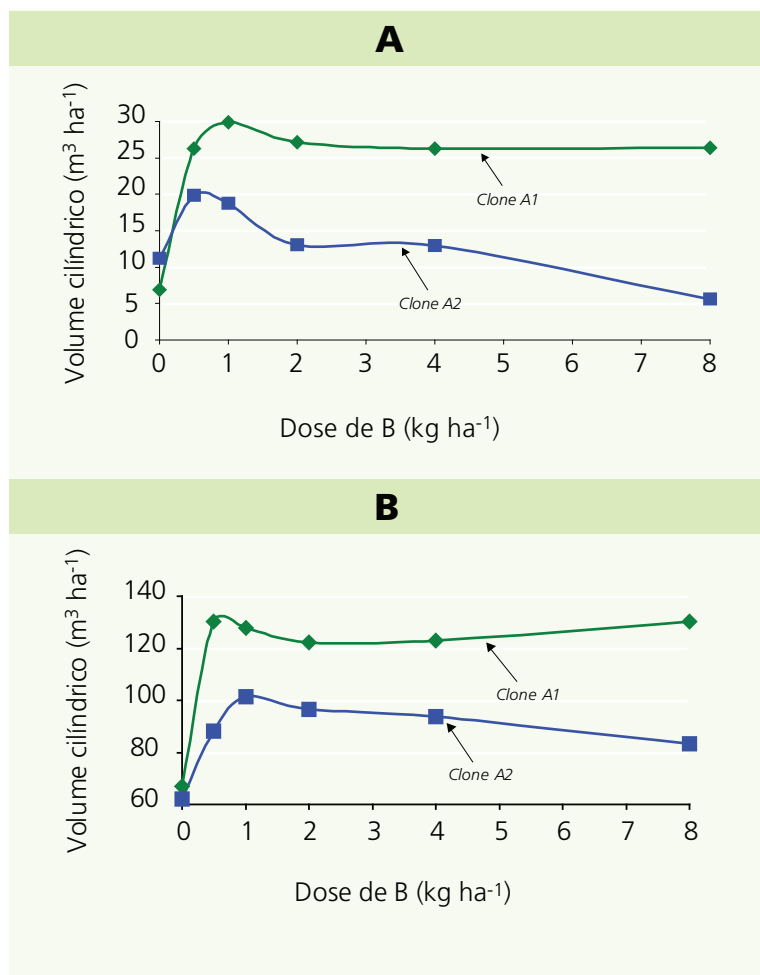 A
Volume cilíndrico (m³ ha⁻¹)
30
25
20
15
10
5
0
Clone A1
Clone A2
0 1 2 3 4 5 6 7 8
Dose de B (kg ha⁻¹)
B
Volume cilíndrico (m³ ha⁻¹)
140
120
100
80
60
Clone A1
Clone A2
0 1 2 3 4 5 6 7 8
Dose de B (kg ha⁻¹)